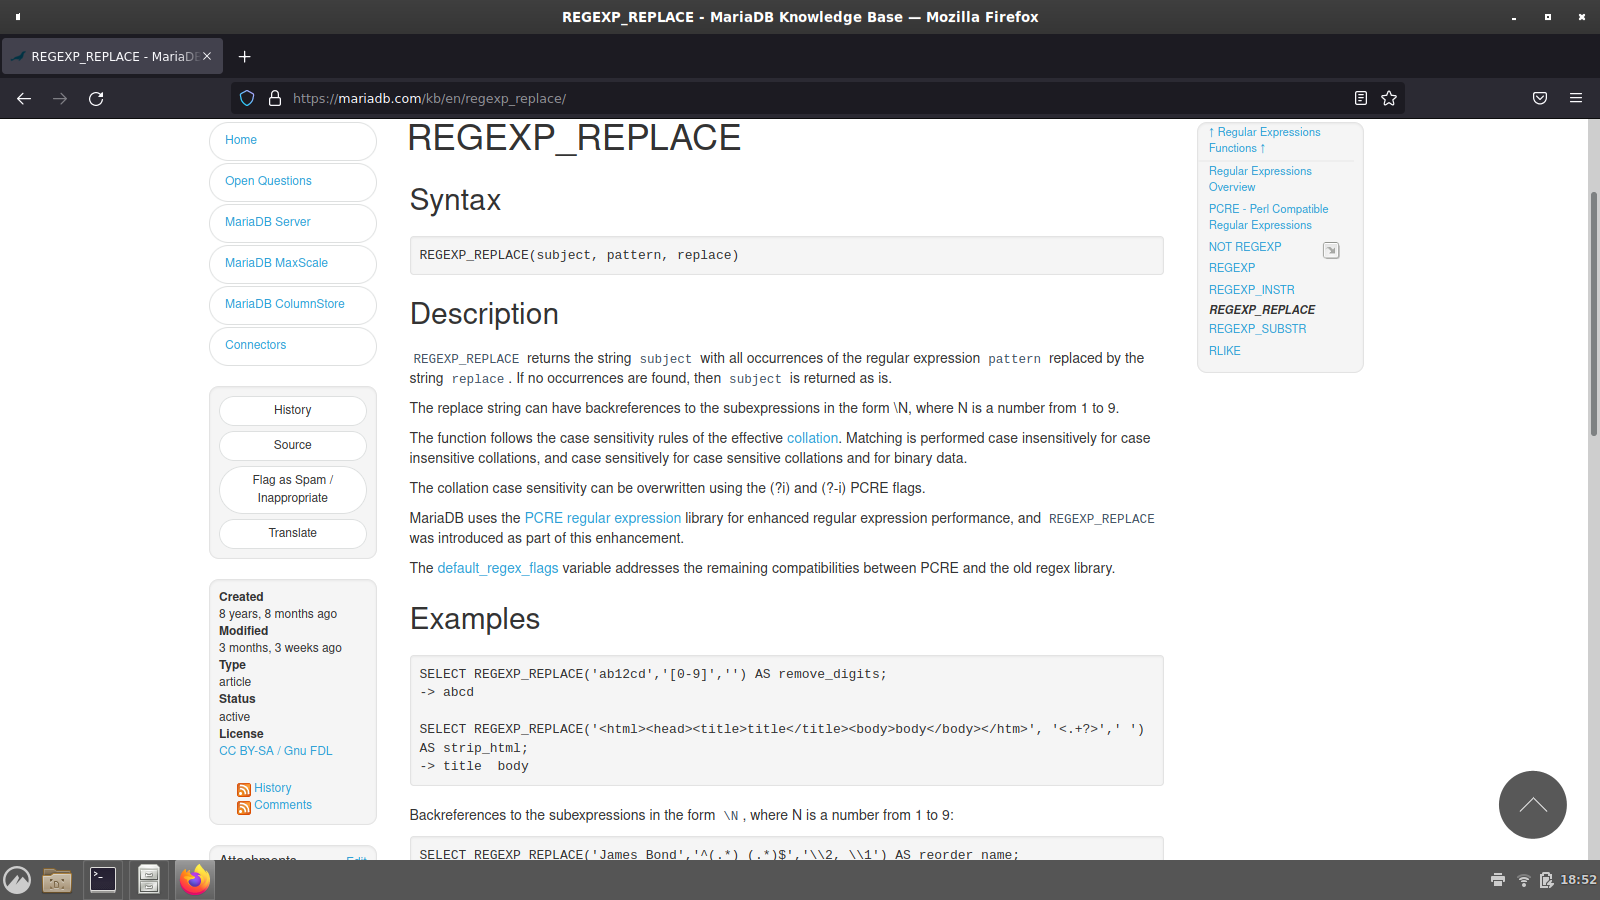 REGEXP_REPLACE - MariaDB Knowledge Base — Mozilla Firefox
REGEXP_REPLACE - MariaDB
https://mariadb.com/kb/en/regexp_replace/
Home
Open Questions
MariaDB Server
MariaDB MaxScale
MariaDB ColumnStore
Connectors
History
Source
Flag as Spam /
Inappropriate
Translate
Created
8 years, 8 months ago
Modified
3 months, 3 weeks ago
Type
article
Status
active
License
CC BY-SA / Gnu FDL
History
Comments
Attachments
Edit
REGEXP_REPLACE
Syntax
REGEXP_REPLACE(subject, pattern, replace)
Description
REGEXP_REPLACE returns the string subject with all occurrences of the regular expression pattern replaced by the
string replace . If no occurrences are found, then subject is returned as is.
The replace string can have backreferences to the subexpressions in the form \N, where N is a number from 1 to 9.
The function follows the case sensitivity rules of the effective collation. Matching is performed case insensitively for case
insensitive collations, and case sensitively for case sensitive collations and for binary data.
The collation case sensitivity can be overwritten using the (?i) and (?-i) PCRE flags.
MariaDB uses the PCRE regular expression library for enhanced regular expression performance, and REGEXP_REPLACE
was introduced as part of this enhancement.
The default_regex_flags variable addresses the remaining compatibilities between PCRE and the old regex library.
Examples
SELECT REGEXP_REPLACE('ab12cd','[0-9]','') AS remove_digits;
-> abcd
SELECT REGEXP_REPLACE('<html><head><title>title</title><body>body</body></htm>', '<.+?>',' ')
AS strip_html;
-> title  body
Backreferences to the subexpressions in the form \N , where N is a number from 1 to 9:
SELECT REGEXP_REPLACE('James Bond','^(.*) (.*)$','\\2, \\1') AS reorder_name;
↑ Regular Expressions
Functions ↑
Regular Expressions
Overview
PCRE - Perl Compatible
Regular Expressions
NOT REGEXP
REGEXP
REGEXP_INSTR
REGEXP_REPLACE
REGEXP_SUBSTR
RLIKE
18:52